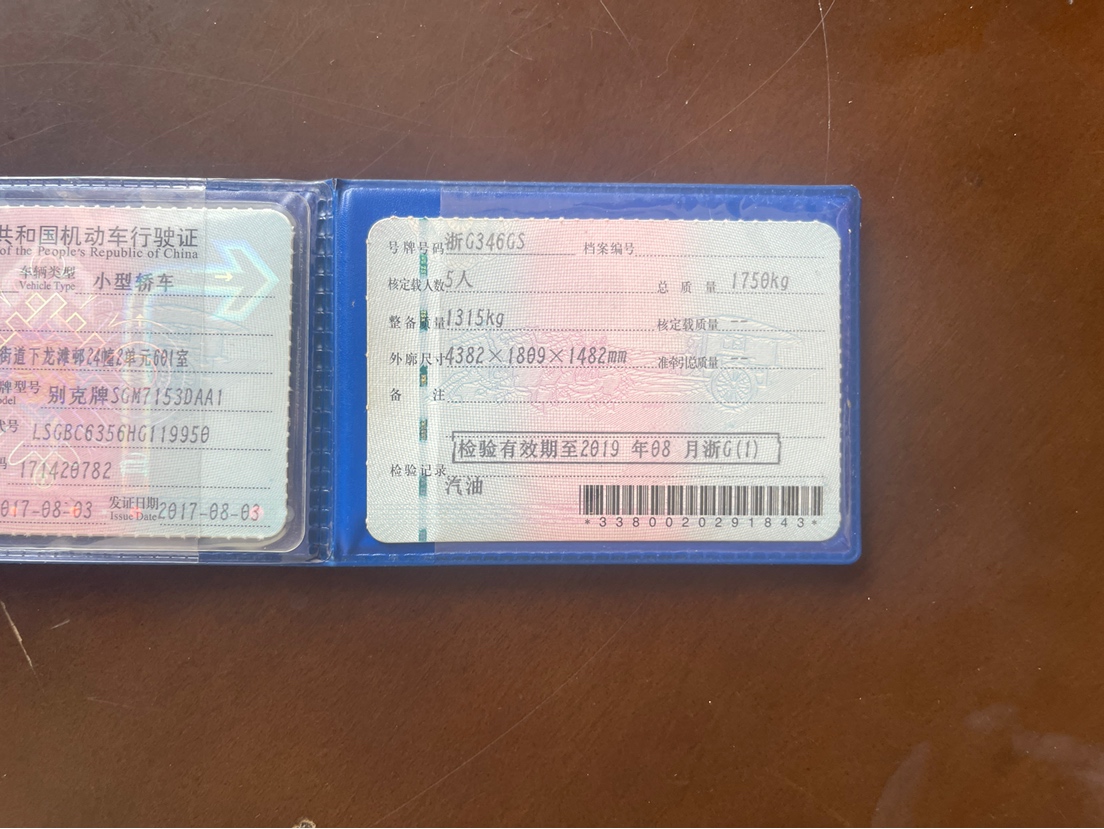 共和国机动车行驶证
of the People's Republic of China
车辆类型 小型轿车
Vehicle Type
街道下龙滩邨24幢2单元601室
牌型号 别克牌SGM7153DAA1
odel
代号 LSGBC6356HG119950
码 171420782
017-08-03 发证日期 2017-08-03
Issue Date
号牌号码 浙G346GS 档案编号
核定载人数 5人 总质量 1750kg
整备质量 1315kg 核定载质量 --
外廓尺寸 4382×1809×1482mm 准牵引总质量 --
备注
检验有效期至2019 年08 月浙G(1)
检验记录
汽油
*3380020291843*